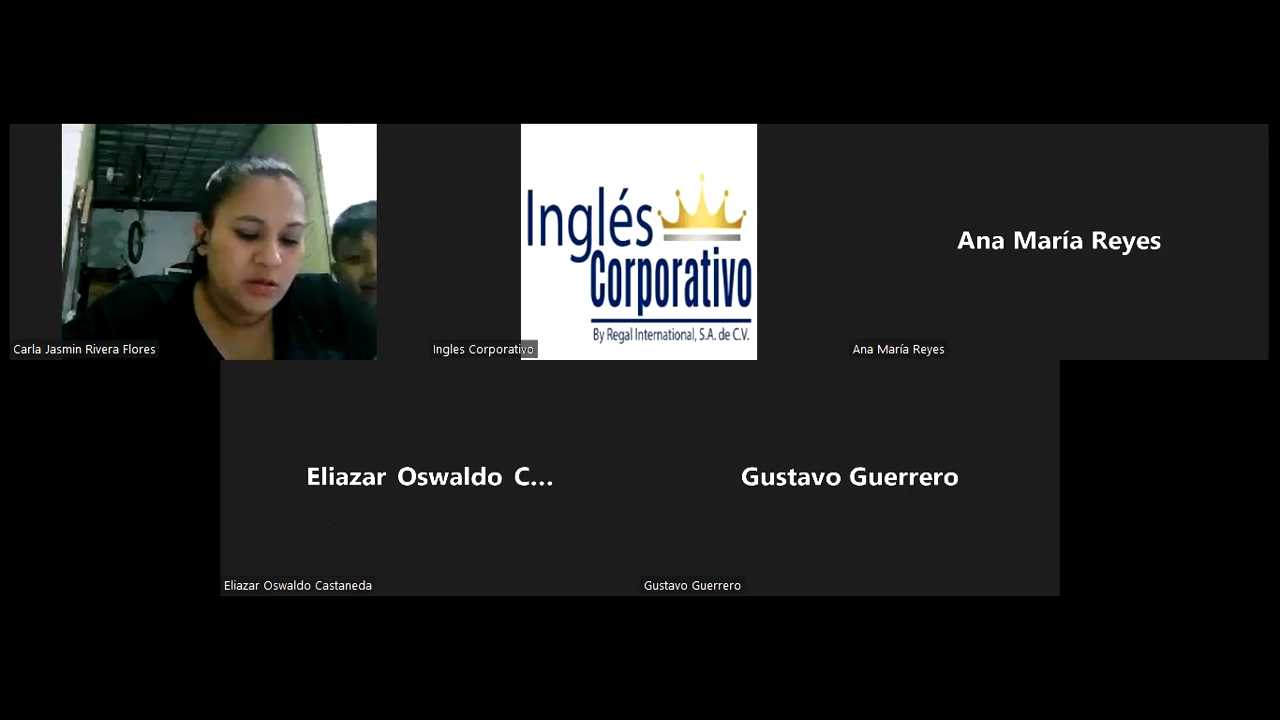 Inglés
Corporativo
By Regal International, S.A. de C.V.
Ana María Reyes
Carla Jasmin Rivera Flores
Ingles Corporativo
Ana María Reyes
Eliazar Oswaldo C...
Gustavo Guerrero
Eliazar Oswaldo Castaneda
Gustavo Guerrero